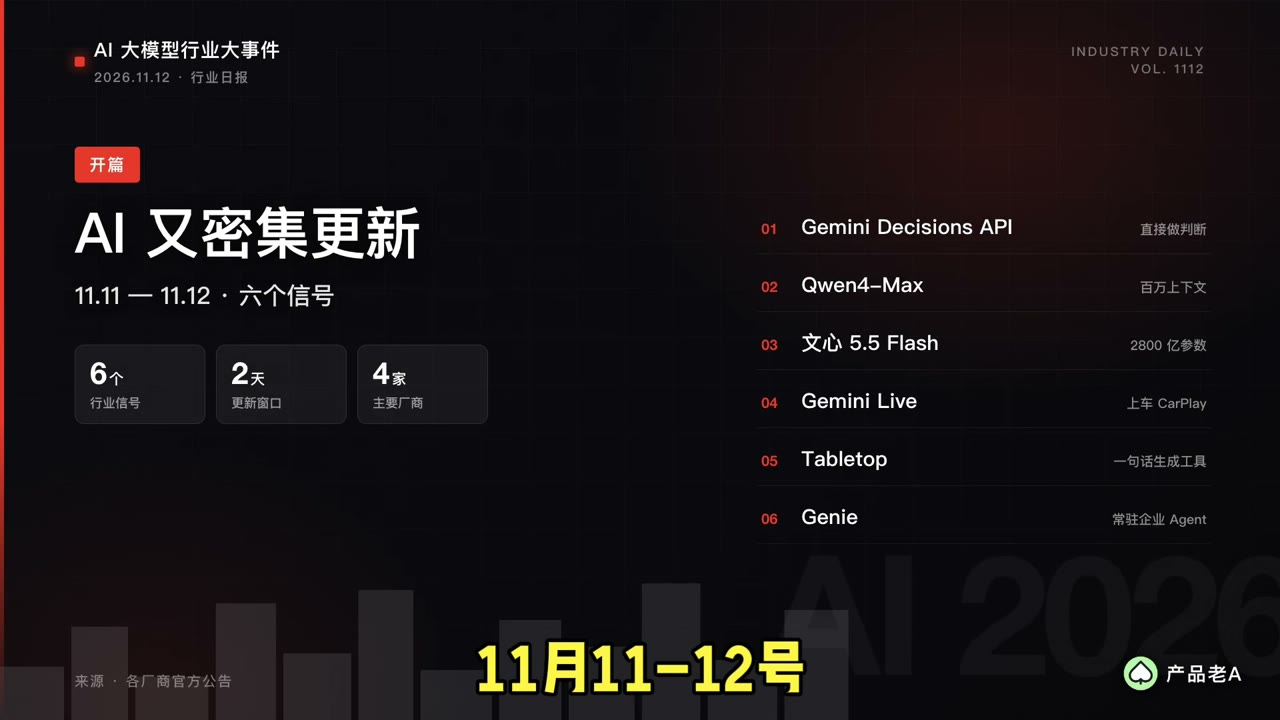 AI 大模型行业大事件
2026.11.12 · 行业日报
INDUSTRY DAILY
VOL. 1112
开篇
AI 又密集更新
11.11 — 11.12 · 六个信号
6个
行业信号
2天
更新窗口
4家
主要厂商
01 Gemini Decisions API 直接做判断
02 Qwen4-Max 百万上下文
03 文心 5.5 Flash 2800 亿参数
04 Gemini Live 上车 CarPlay
05 Tabletop 一句话生成工具
06 Genie 常驻企业 Agent
AI 2026
11月11-12号
来源 · 各厂商官方公告
产品老A